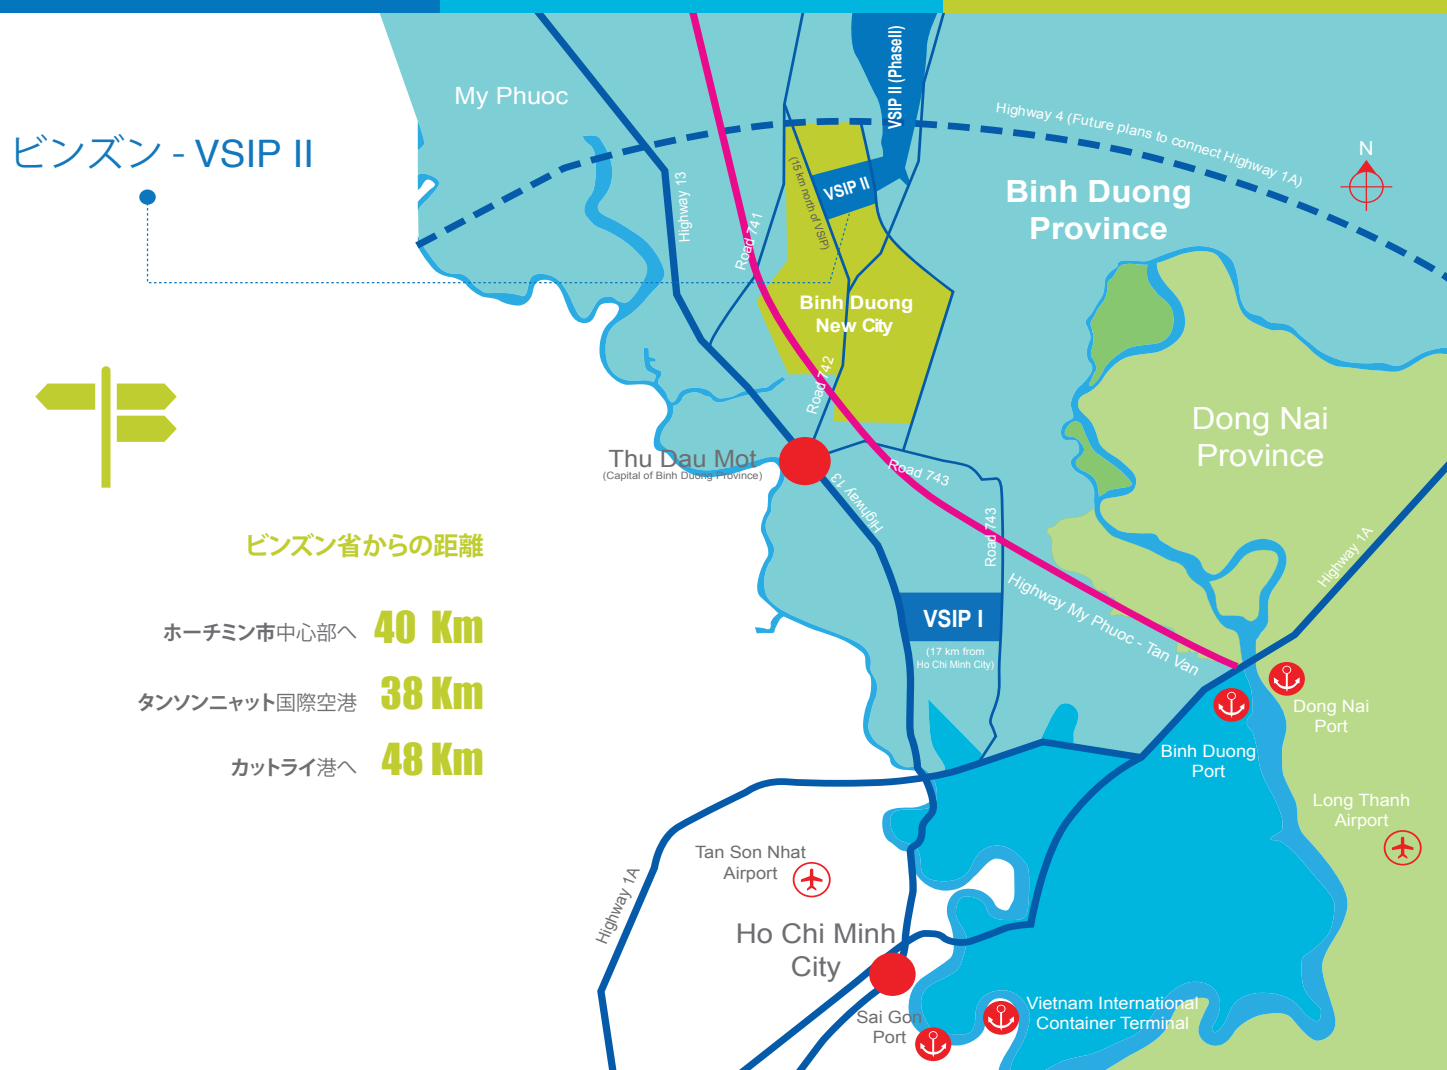 ビンズン - VSIP II
ビンズン省からの距離
ホーチミン市中心部へ 40 Km
タンソンニャット国際空港 38 Km
カットライ港へ 48 Km
My Phuoc
VSIP II (PhaseII)
Highway 4 (Future plans to connect Highway 1A)
N
Binh Duong
Province
Highway 13
Road 741
(15 km north of VSIP)
VSIP II
Binh Duong
New City
Road 742
Dong Nai
Province
Thu Dau Mot
(Capital of Binh Duong Province)
Highway 13
Road 743
Road 743
Highway 1A
VSIP I
(17 km from
Ho Chi Minh City)
Highway My Phuoc - Tan Van
Dong Nai
Port
Binh Duong
Port
Long Thanh
Airport
Tan Son Nhat
Airport
Highway 1A
Ho Chi Minh
City
Sai Gon
Port
Vietnam International
Container Terminal